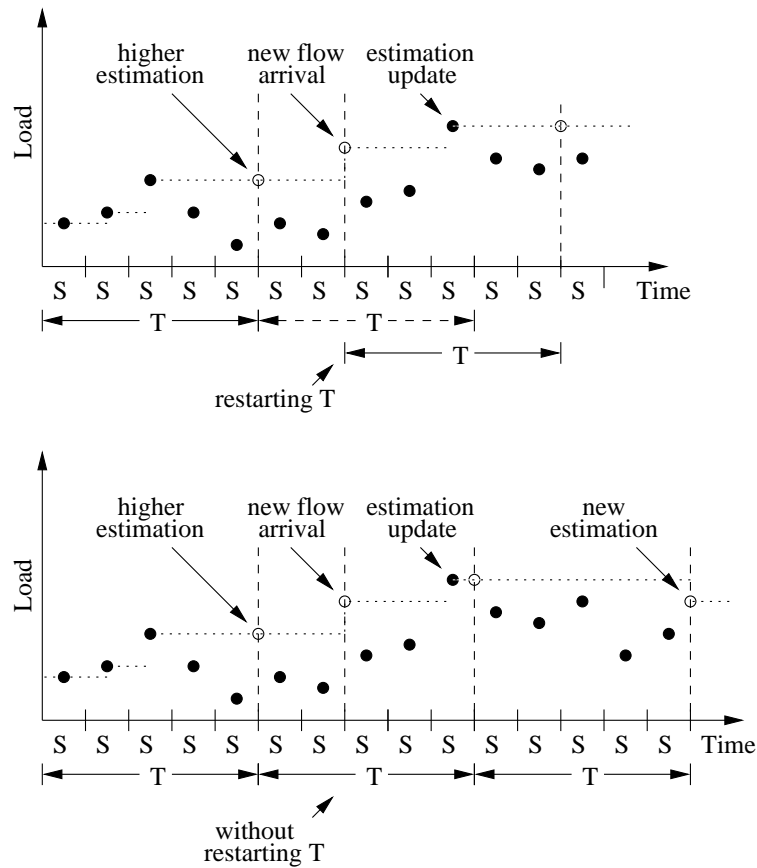 higher estimation
new flow arrival
estimation update
Load
S S S S S S S S S S S S S Time
T T
T
restarting T
higher estimation
new flow arrival
estimation update
new estimation
Load
S S S S S S S S S S S S S S S Time
T T T
without
restarting T